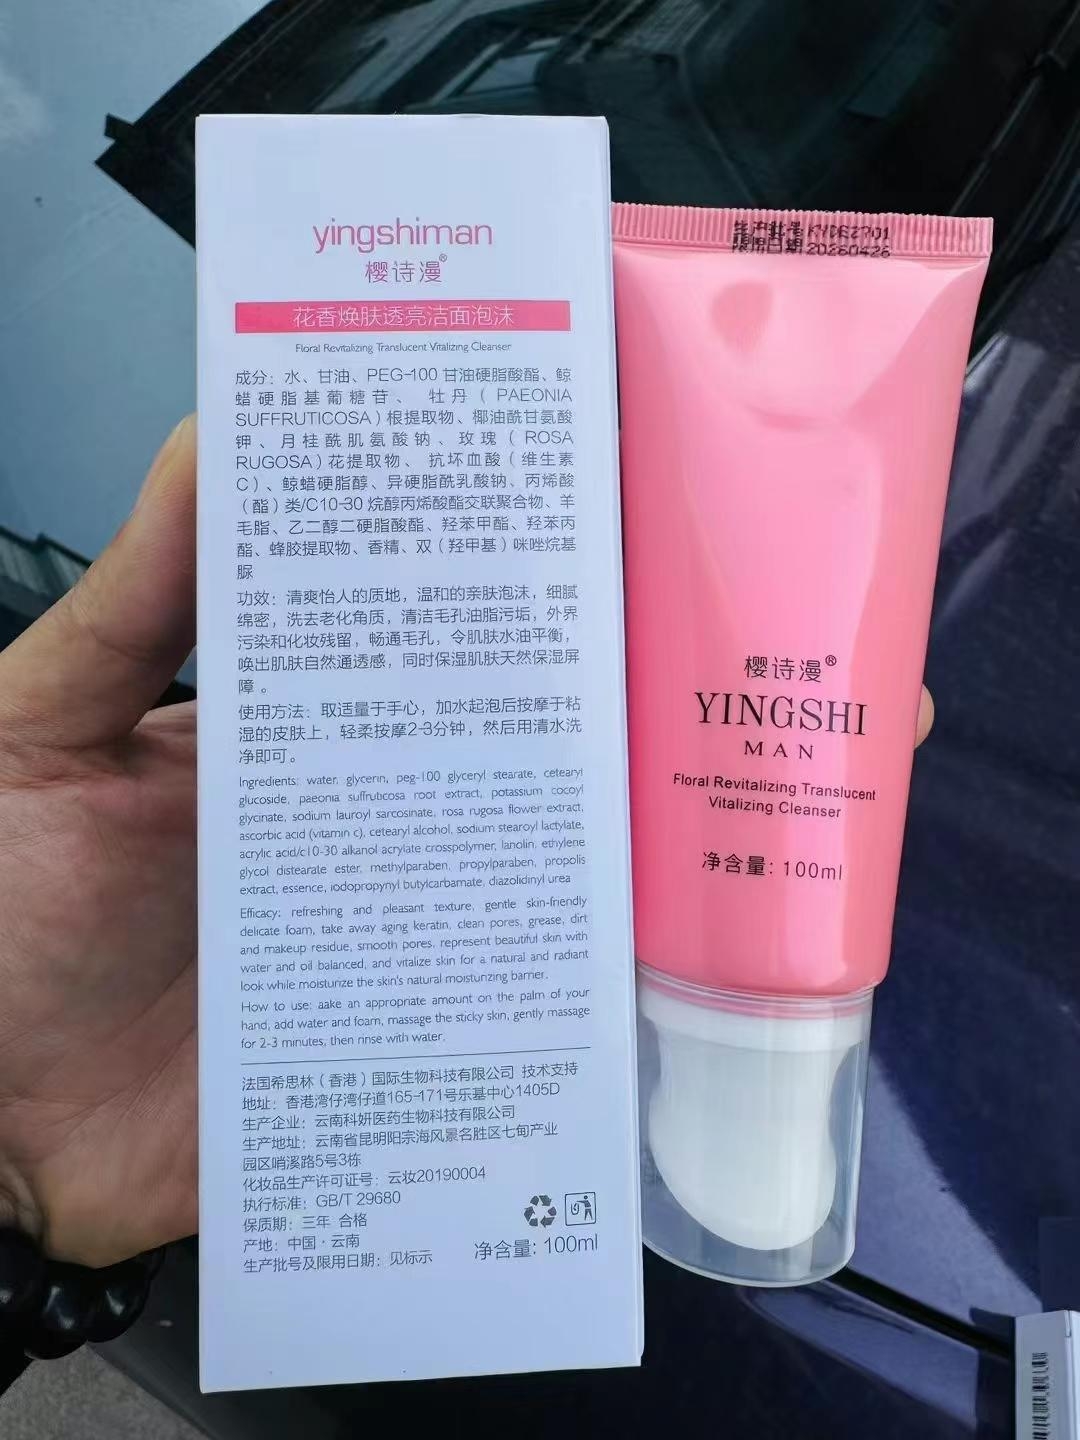 yingshiman
樱诗漫®
花香焕肤透亮洁面泡沫
Floral Revitalizing Translucent Vitalizing Cleanser
成分：水、甘油、PEG-100 甘油硬脂酸酯、鲸
蜡硬脂基葡糖苷、 牡丹（PAEONIA
SUFFRUTICOSA）根提取物、椰油酰甘氨酸
钾、月桂酰肌氨酸钠、玫瑰（ROSA
RUGOSA）花提取物、 抗坏血酸（维生素
C）、鲸蜡硬脂醇、异硬脂酰乳酸钠、丙烯酸
（酯）类/C10-30 烷醇丙烯酸酯交联聚合物、羊
毛脂、乙二醇二硬脂酸酯、羟苯甲酯、羟苯丙
酯、蜂胶提取物、香精、双（羟甲基）咪唑烷基
脲
功效：清爽怡人的质地，温和的亲肤泡沫，细腻
绵密，洗去老化角质，清洁毛孔油脂污垢，外界
污染和化妆残留，畅通毛孔，令肌肤水油平衡，
唤出肌肤自然通透感，同时保湿肌肤天然保湿屏
障 。
使用方法：取适量于手心，加水起泡后按摩于粘
湿的皮肤上，轻柔按摩2-3分钟，然后用清水洗
净即可。
Ingredients: water, glycerin, peg-100 glyceryl stearate, cetearyl
glucoside, paeonia suffruticosa root extract, potassium cocoyl
glycinate, sodium lauroyl sarcosinate, rosa rugosa flower extract,
ascorbic acid (vitamin c), cetearyl alcohol, sodium stearoyl lactylate,
acrylic acid/c10-30 alkanol acrylate crosspolymer, lanolin, ethylene
glycol distearate ester, methylparaben, propylparaben, propolis
extract, essence, iodopropynyl butylcarbamate, diazolidinyl urea
Efficacy: refreshing and pleasant texture, gentle skin-friendly
delicate foam, take away aging keratin, clean pores, grease, dirt
and makeup residue, smooth pores, represent beautiful skin with
water and oil balanced, and vitalize skin for a natural and radiant
look while moisturize the skin's natural moisturizing barrier.
How to use: aake an appropriate amount on the palm of your
hand, add water and foam, massage the sticky skin, gently massage
for 2-3 minutes, then rinse with water.
法国希思林（香港）国际生物科技有限公司 技术支持
地址：香港湾仔湾仔道165-171号乐基中心1405D
生产企业：云南科妍医药生物科技有限公司
生产地址：云南省昆明阳宗海风景名胜区七甸产业
园区哨溪路5号3栋
化妆品生产许可证号：云妆20190004
执行标准：GB/T 29680
保质期：三年 合格
产地：中国·云南
生产批号及限用日期：见标示
净含量: 100ml
生产批号 KYDEZ701
限用日期 20260426
樱诗漫®
YINGSHI
MAN
Floral Revitalizing Translucent
Vitalizing Cleanser
净含量: 100ml